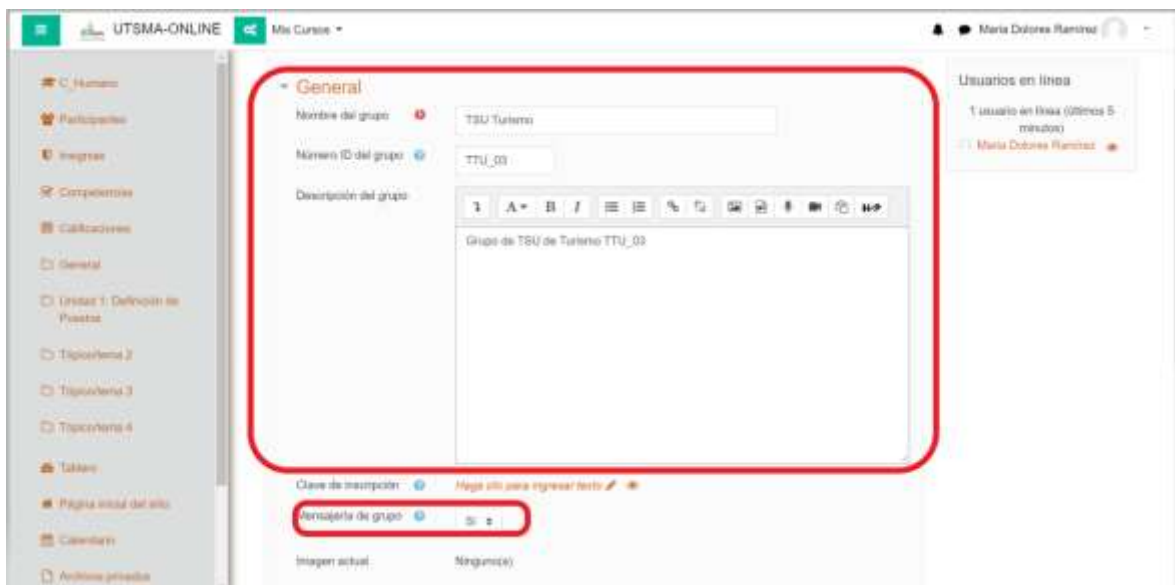 UTSMA-ONLINE
Mis Cursos
Maria Dolores Ramírez
C_Humano
Participantes
Insignias
Competencias
Calificaciones
General
Unidad 1: Definición de
Puestos
Tópico/tema 2
Tópico/tema 3
Tópico/tema 4
Tablero
Página inicial del sitio
Calendario
Archivos privados
General
Nombre del grupo
TSU Turismo
Número ID del grupo
TTU_03
Descripción del grupo
A B I H-P
Grupo de TSU de Turismo TTU_03
Clave de inscripción
Haga clic para ingresar texto
Mensajería de grupo
Sí
Imagen actual
Ninguno(a)
Usuarios en línea
1 usuario en línea (últimos 5
minutos)
Maria Dolores Ramírez